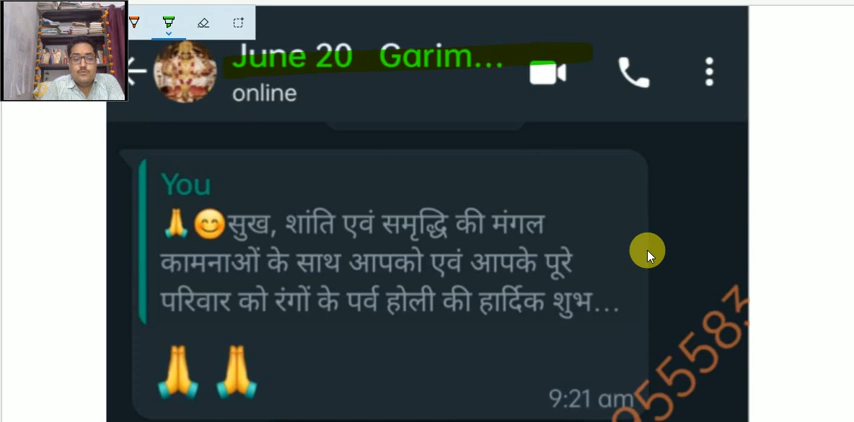 June 20 Garim...
online
You
🙏😊सुख, शांति एवं समृद्धि की मंगल
कामनाओं के साथ आपको एवं आपके पूरे
परिवार को रंगों के पर्व होली की हार्दिक शुभ...
🙏 🙏
9:21 am